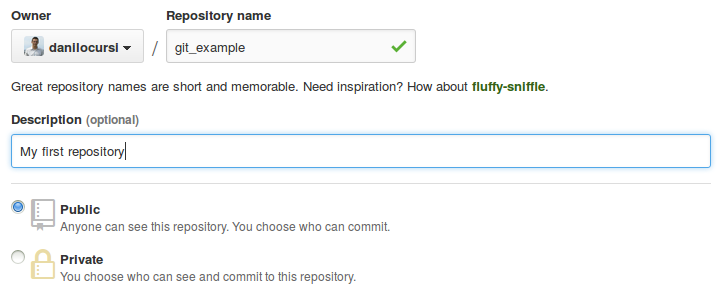 Owner Repository name
danilocursi / git_example
Great repository names are short and memorable. Need inspiration? How about fluffy-sniffle.
Description (optional)
My first repository
Public
Anyone can see this repository. You choose who can commit.
Private
You choose who can see and commit to this repository.